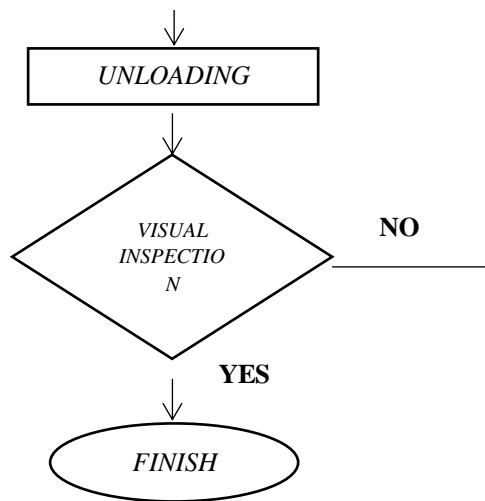 UNLOADING
VISUAL
INSPECTIO
N
NO
YES
FINISH